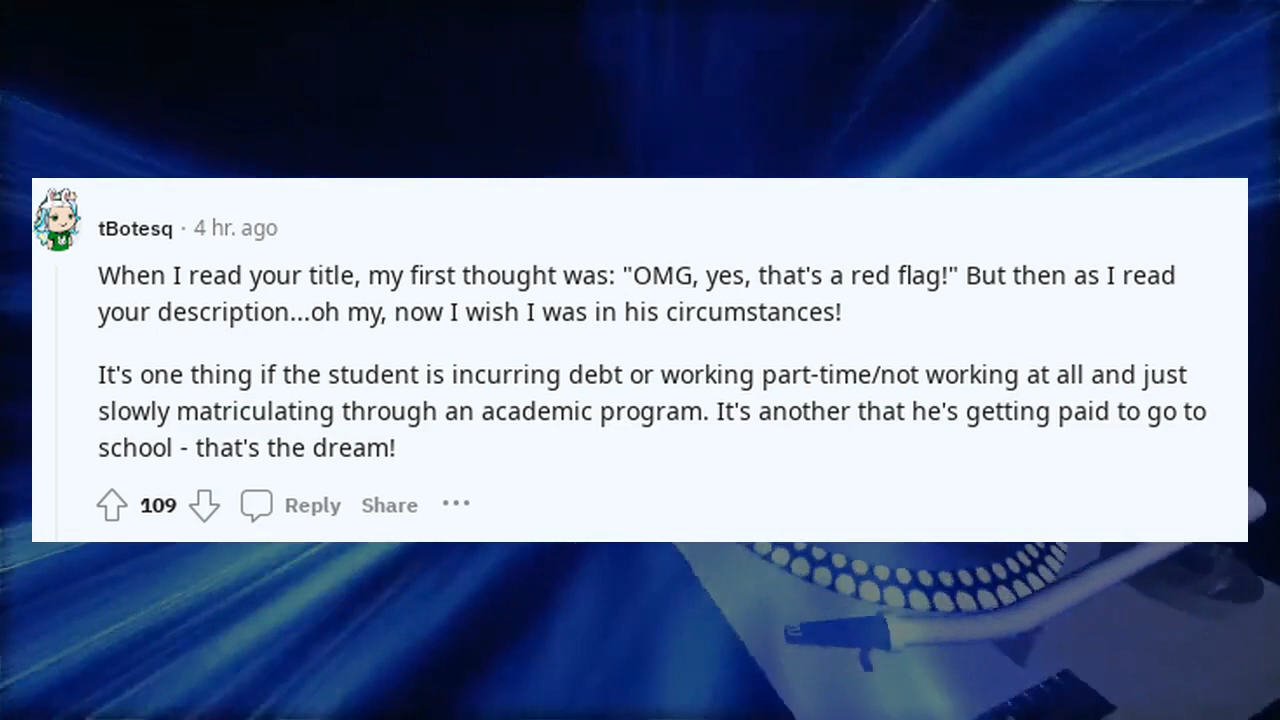 tBotesq · 4 hr. ago
When I read your title, my first thought was: "OMG, yes, that's a red flag!" But then as I read
your description...oh my, now I wish I was in his circumstances!
It's one thing if the student is incurring debt or working part-time/not working at all and just
slowly matriculating through an academic program. It's another that he's getting paid to go to
school - that's the dream!
109 Reply Share ...